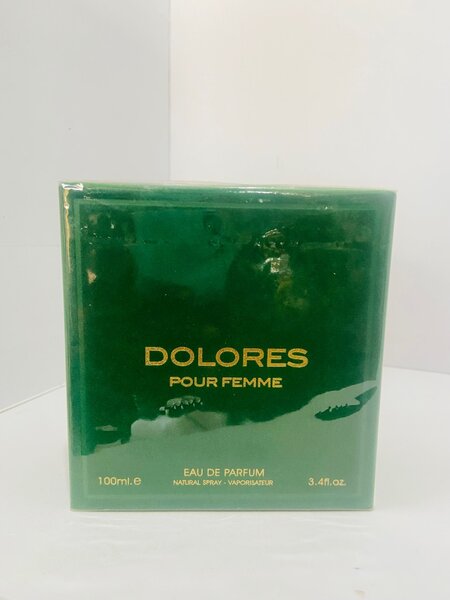 DOLORES
POUR FEMME
EAU DE PARFUM
100ml.e NATURAL SPRAY - VAPORISATEUR 3.4fl.oz.